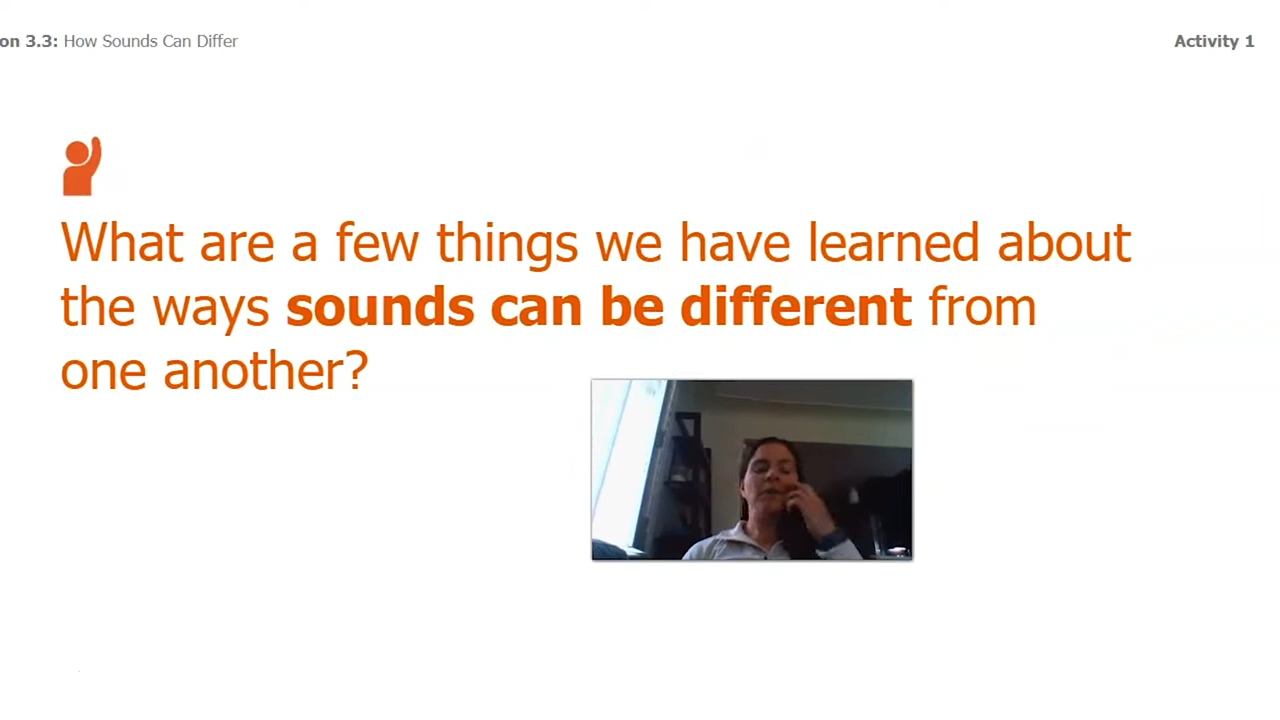 on 3.3: How Sounds Can Differ
Activity 1
What are a few things we have learned about
the ways sounds can be different from
one another?